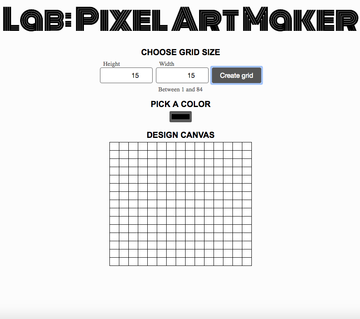 Lab: Pixel Art Maker
CHOOSE GRID SIZE
Height Width
15 15 Create grid
Between 1 and 84
PICK A COLOR
DESIGN CANVAS